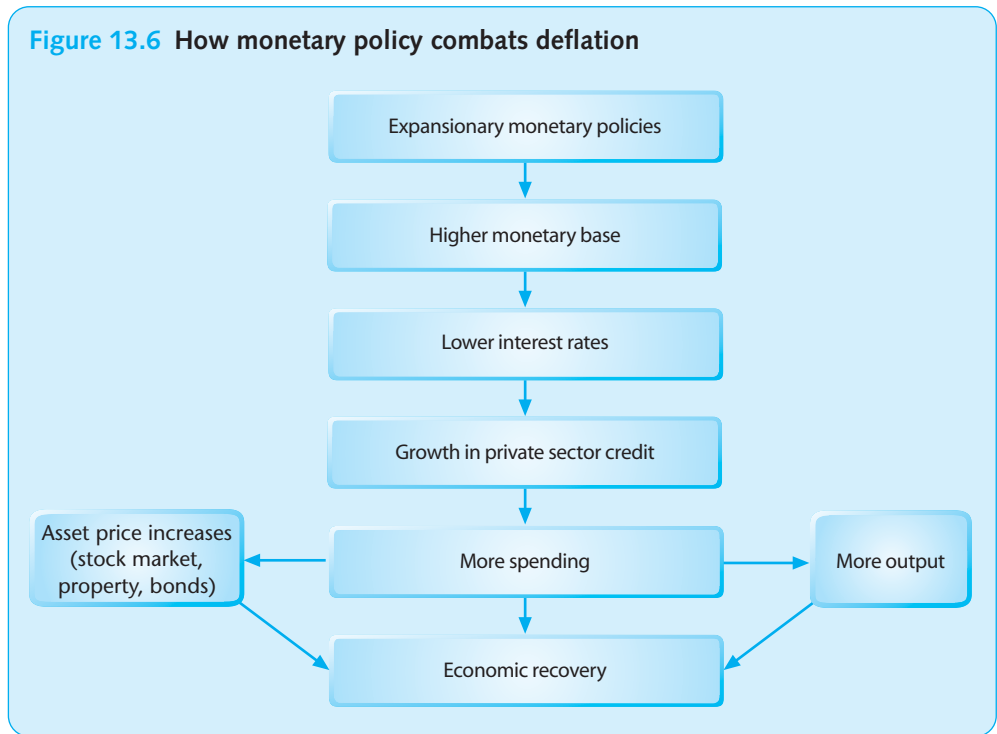 Figure 13.6 How monetary policy combats deflation
Expansionary monetary policies
Higher monetary base
Lower interest rates
Growth in private sector credit
Asset price increases
(stock market,
property, bonds)
More spending
More output
Economic recovery